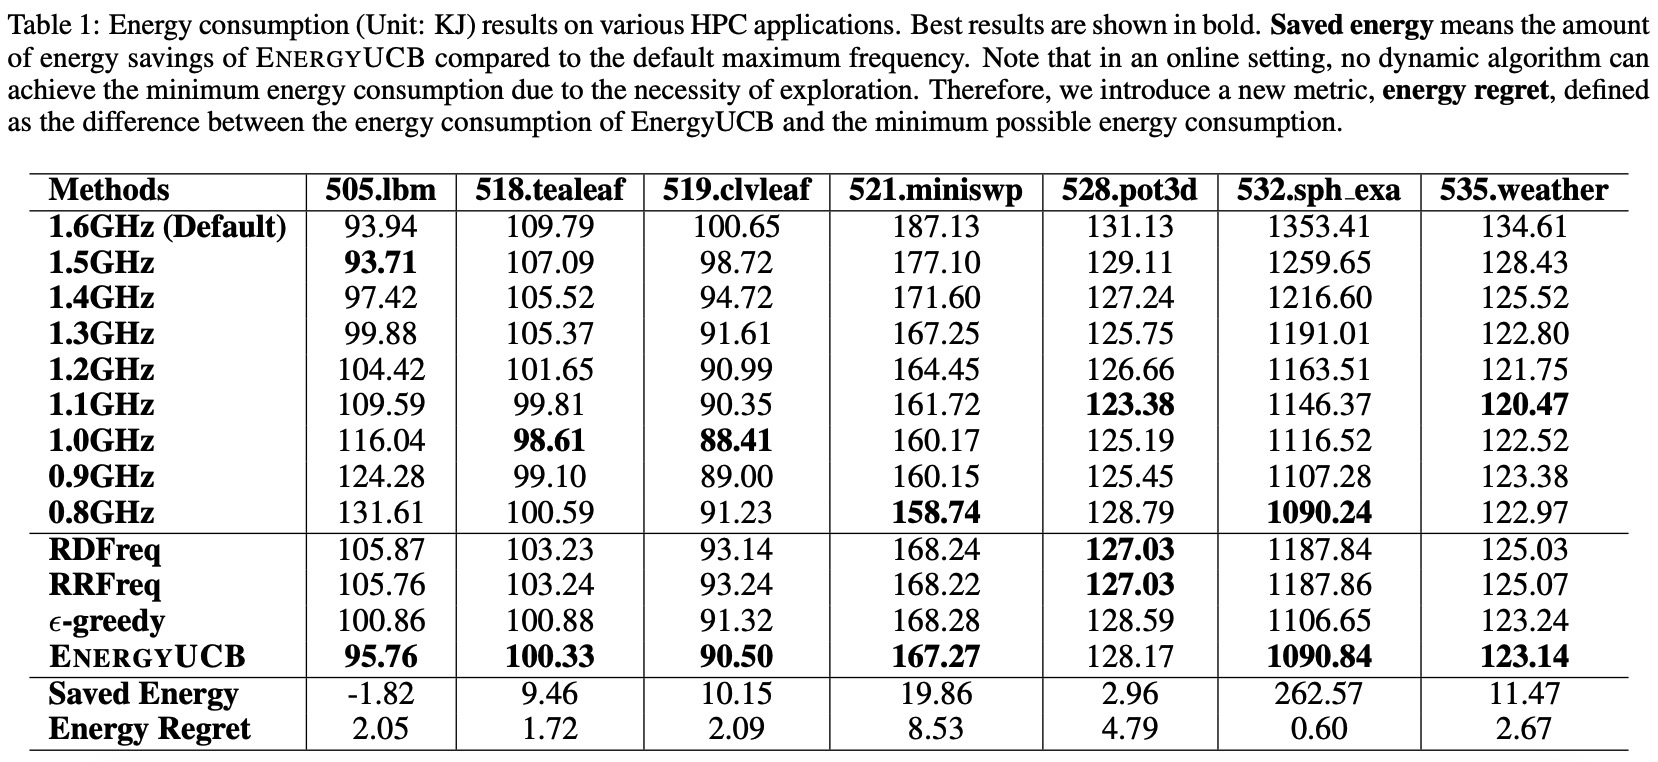 Table 1: Energy consumption (Unit: KJ) results on various HPC applications. Best results are shown in bold. Saved energy means the amount
of energy savings of ENERGYUCB compared to the default maximum frequency. Note that in an online setting, no dynamic algorithm can
achieve the minimum energy consumption due to the necessity of exploration. Therefore, we introduce a new metric, energy regret, defined
as the difference between the energy consumption of EnergyUCB and the minimum possible energy consumption.
Methods 505.lbm 518.tealeaf 519.clvleaf 521.miniswp 528.pot3d 532.sph_exa 535.weather
1.6GHz (Default) 93.94 109.79 100.65 187.13 131.13 1353.41 134.61
1.5GHz 93.71 107.09 98.72 177.10 129.11 1259.65 128.43
1.4GHz 97.42 105.52 94.72 171.60 127.24 1216.60 125.52
1.3GHz 99.88 105.37 91.61 167.25 125.75 1191.01 122.80
1.2GHz 104.42 101.65 90.99 164.45 126.66 1163.51 121.75
1.1GHz 109.59 99.81 90.35 161.72 123.38 1146.37 120.47
1.0GHz 116.04 98.61 88.41 160.17 125.19 1116.52 122.52
0.9GHz 124.28 99.10 89.00 160.15 125.45 1107.28 123.38
0.8GHz 131.61 100.59 91.23 158.74 128.79 1090.24 122.97
RDFreq 105.87 103.23 93.14 168.24 127.03 1187.84 125.03
RRFreq 105.76 103.24 93.24 168.22 127.03 1187.86 125.07
ϵ-greedy 100.86 100.88 91.32 168.28 128.59 1106.65 123.24
ENERGYUCB 95.76 100.33 90.50 167.27 128.17 1090.84 123.14
Saved Energy -1.82 9.46 10.15 19.86 2.96 262.57 11.47
Energy Regret 2.05 1.72 2.09 8.53 4.79 0.60 2.67